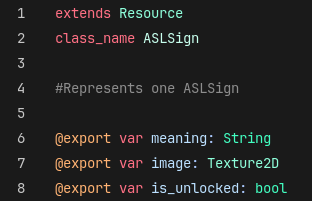 1 extends Resource
2 class_name ASLSign
3
4 #Represents one ASLSign
5
6 @export var meaning: String
7 @export var image: Texture2D
8 @export var is_unlocked: bool